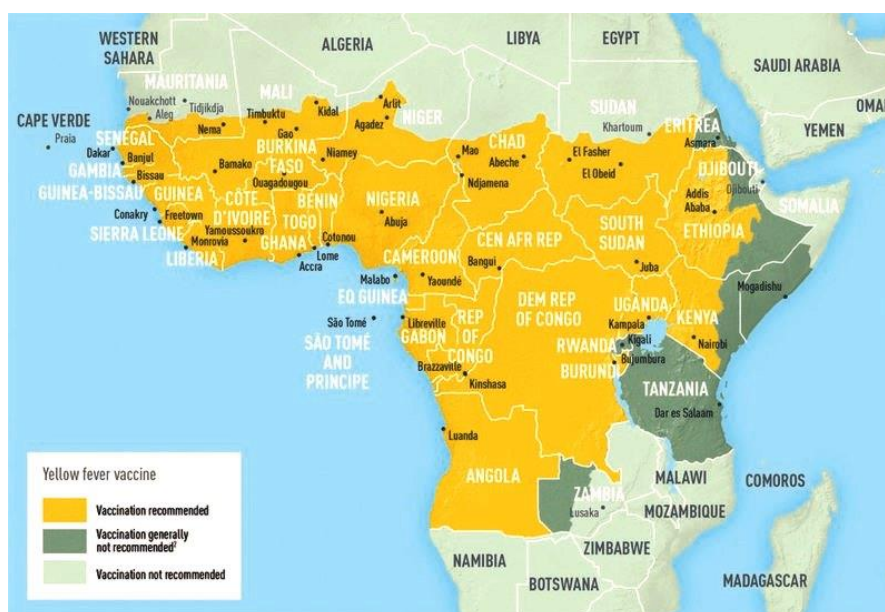 WESTERN
SAHARA
ALGERIA
LIBYA
EGYPT
SAUDI ARABIA
OMA
MAURITANIA
MALI
NIGER
SUDAN
YEMEN
CAPE VERDE
Praia
Nouakchott
Aleg
Tidjikdja
Nema
Timbuktu
Kidal
Gao
Arlit
Agadez
Khartoum
ERITREA
Asmara
SENEGAL
Dakar
Banjul
GAMBIA
Bissau
GUINEA-BISSAU
Bamako
BURKINA
FASO
Ouagadougou
Niamey
Mao
CHAD
Abeche
Ndjamena
El Fasher
El Obeid
DJIBOUTI
Djibouti
GUINEA
Conakry
Freetown
SIERRA LEONE
CÔTE
D'IVOIRE
Yamoussoukro
BENIN
TOGO
GHANA
Cotonou
Lome
Accra
Monrovia
LIBERIA
NIGERIA
Abuja
Addis
Ababa
ETHIOPIA
SOMALIA
SOUTH
SUDAN
Juba
CEN AFR REP
Bangui
CAMEROON
Yaoundé
Malabo
EQ GUINEA
Mogadishu
São Tomé
SÃO TOMÉ
AND
PRINCIPE
Libreville
GABON
REP
OF
CONGO
Brazzaville
Kinshasa
DEM REP
OF CONGO
UGANDA
Kampala
KENYA
Nairobi
RWANDA
Kigali
Bujumbura
BURUNDI
TANZANIA
Dar es Salaam
Luanda
ANGOLA
ZAMBIA
Lusaka
MALAWI
COMOROS
MOZAMBIQUE
ZIMBABWE
NAMIBIA
BOTSWANA
MADAGASCAR
Yellow fever vaccine
Vaccination recommended
Vaccination generally
not recommended²
Vaccination not recommended